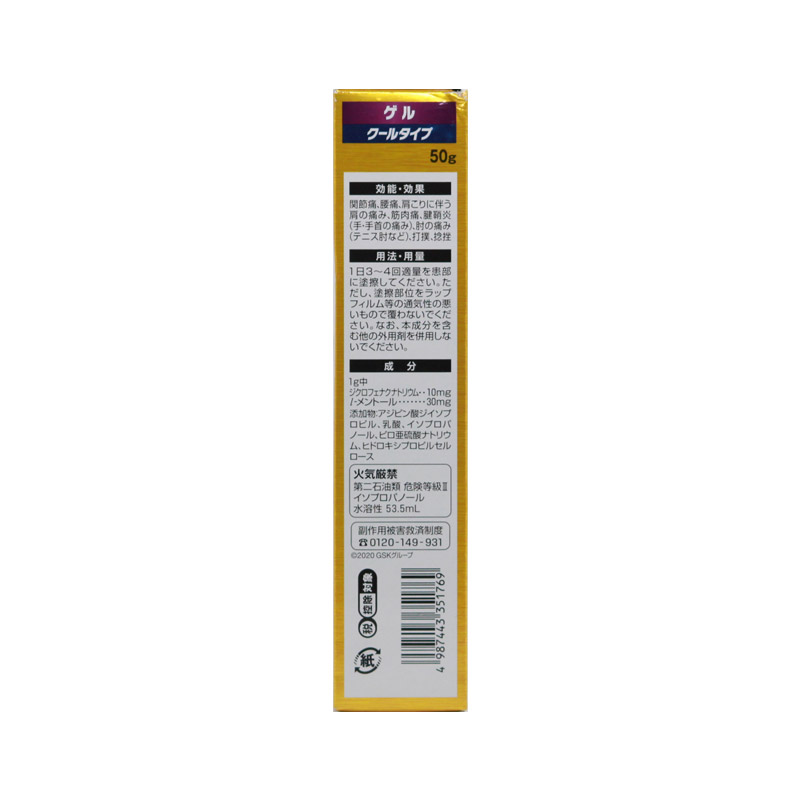 ゲル
クールタイプ
50g
効能・効果
関節痛、腰痛、肩こりに伴う
肩の痛み、筋肉痛、腱鞘炎
(手・手首の痛み)、肘の痛み
(テニス肘など)、打撲、捻挫
用法・用量
1日3〜4回適量を患部
に塗擦してください。た
だし、塗擦部位をラップ
フィルム等の通気性の悪
いもので覆わないでくだ
さい。なお、本成分を含
む他の外用剤を併用しな
いでください。
成分
1g中
ジクロフェナクナトリウム‥10mg
l-メントール‥‥‥‥30mg
添加物:アジピン酸ジイソプ
ロピル、乳酸、イソプロパ
ノール、ピロ亜硫酸ナトリウ
ム、ヒドロキシプロピルセル
ロース
火気厳禁
第二石油類 危険等級Ⅱ
イソプロパノール
水溶性 53.5mL
副作用被害救済制度
☎0120-149-931
©2020 GSKグループ
税 控除対象
紙
4 987443 351769